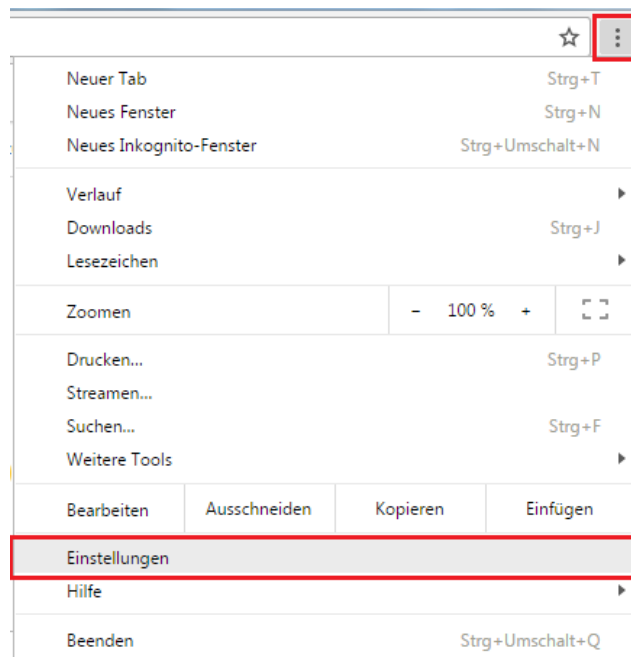 Neuer Tab Strg+T
Neues Fenster Strg+N
Neues Inkognito-Fenster Strg+Umschalt+N
Verlauf
Downloads Strg+J
Lesezeichen
Zoomen - 100 % +
Drucken... Strg+P
Streamen...
Suchen... Strg+F
Weitere Tools
Bearbeiten Ausschneiden Kopieren Einfügen
Einstellungen
Hilfe
Beenden Strg+Umschalt+Q